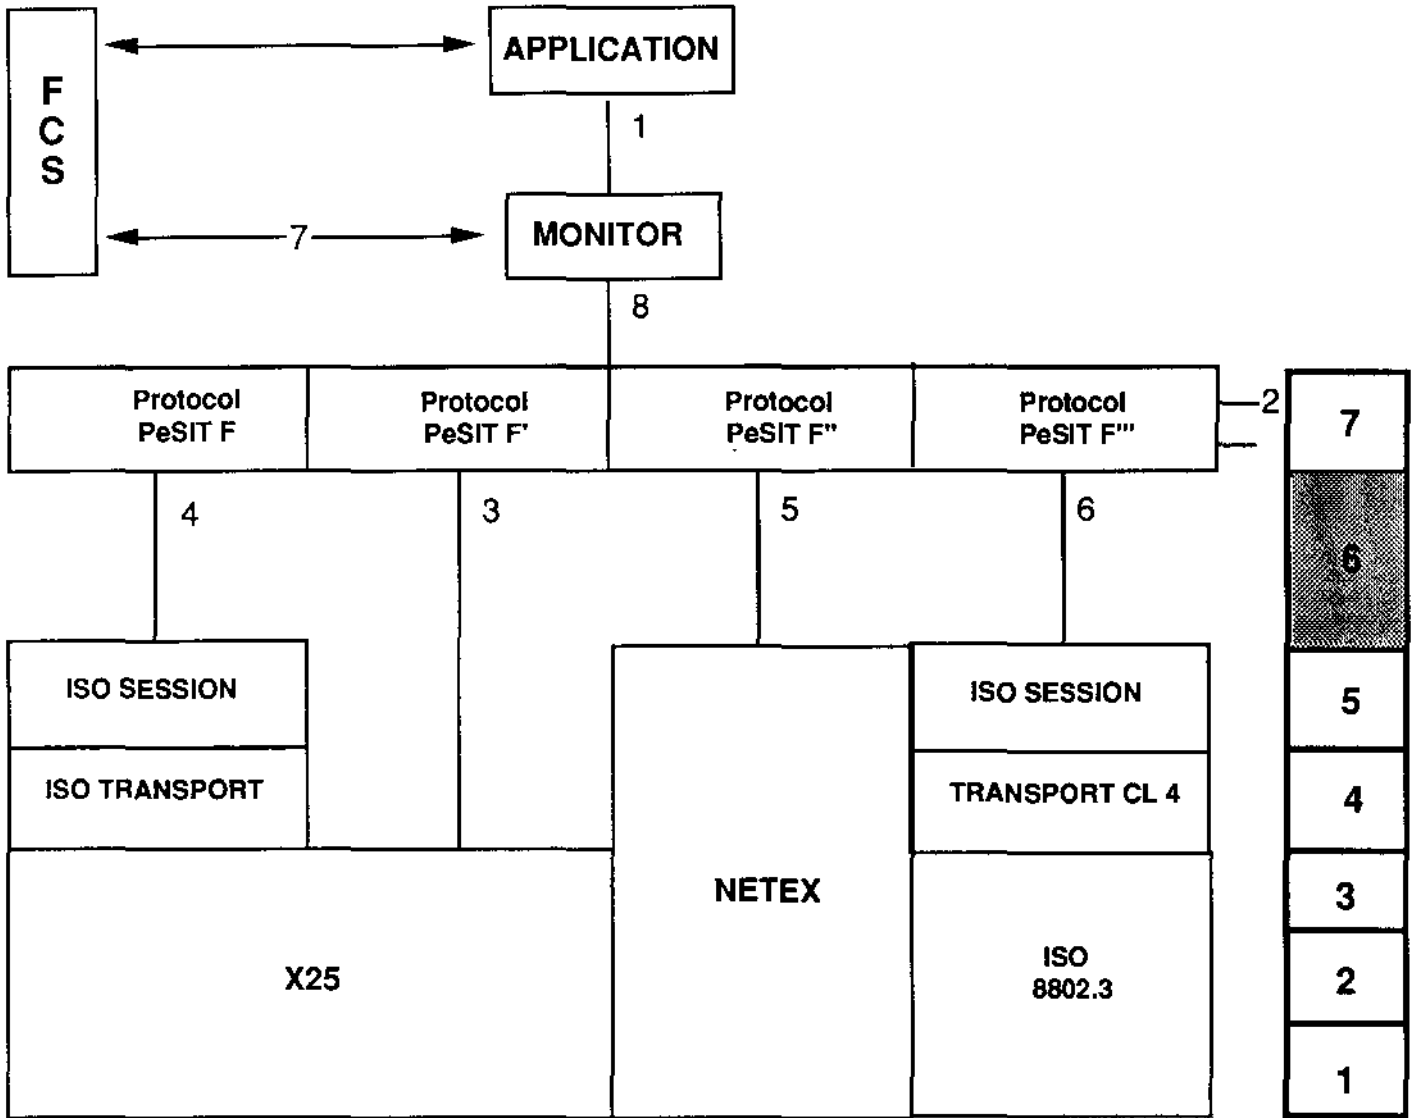 F
C
S
APPLICATION
1
7
MONITOR
8
Protocol
PeSIT F
Protocol
PeSIT F'
Protocol
PeSIT F''
Protocol
PeSIT F'''
2
7
4
3
5
6
6
ISO SESSION
ISO SESSION
5
ISO TRANSPORT
TRANSPORT CL 4
4
NETEX
3
X25
ISO
8802.3
2
1